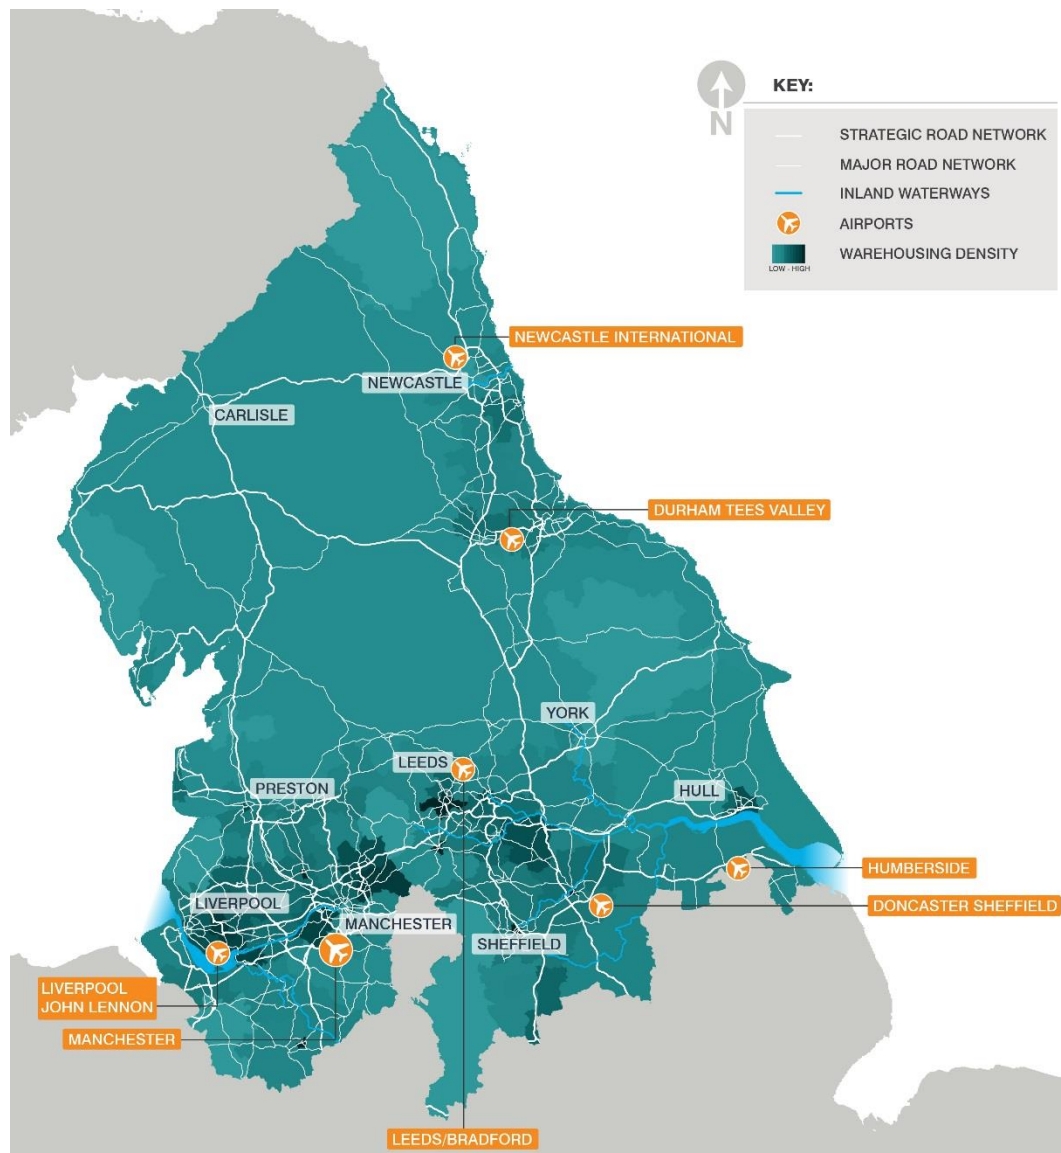 KEY:
N
STRATEGIC ROAD NETWORK
MAJOR ROAD NETWORK
INLAND WATERWAYS
AIRPORTS
WAREHOUSING DENSITY
LOW - HIGH
NEWCASTLE INTERNATIONAL
NEWCASTLE
CARLISLE
DURHAM TEES VALLEY
YORK
LEEDS
PRESTON
HULL
HUMBERSIDE
LIVERPOOL
DONCASTER SHEFFIELD
MANCHESTER
SHEFFIELD
LIVERPOOL
JOHN LENNON
MANCHESTER
LEEDS/BRADFORD